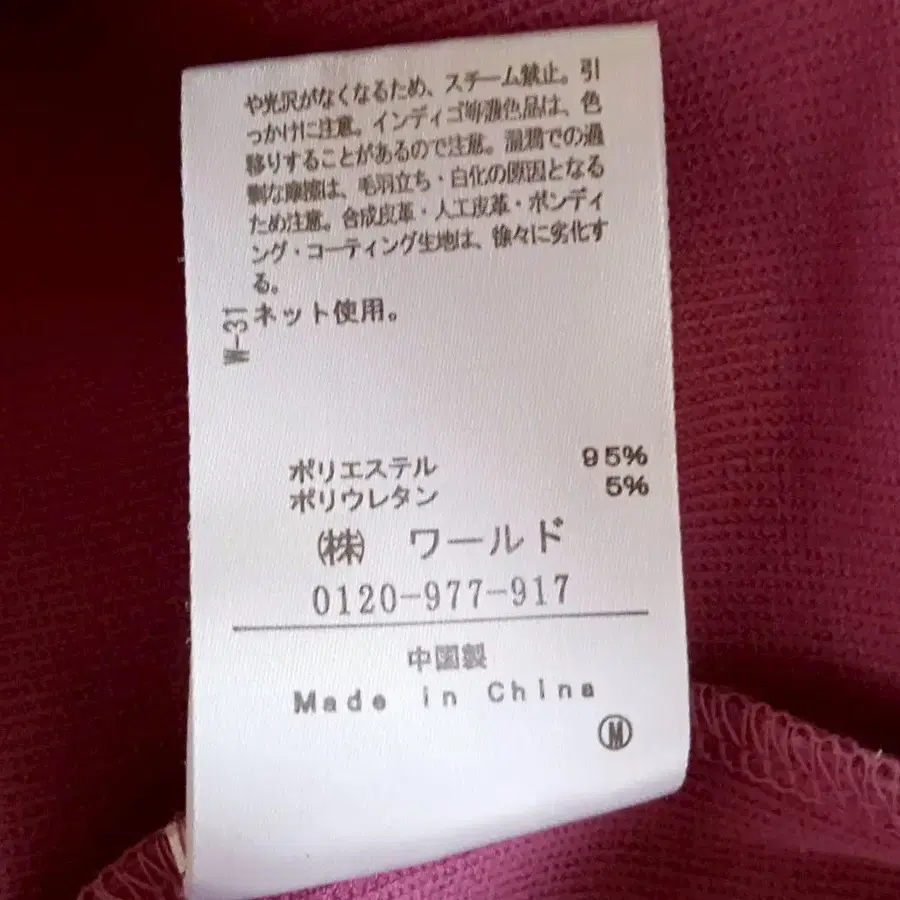 や光沢がなくなるため、スチーム禁止。引
っかけに注意。インディゴ等濃色品は、色
移りすることがあるので注意。湿潤での過
剰な摩擦は、毛羽立ち・白化の原因となる
ため注意。合成皮革・人工皮革・ボンディ
ング・コーティング生地は、徐々に劣化す
る。
ネット使用。
W-31
ポリエステル 95%
ポリウレタン 5%
㈱ ワールド
0120-977-917
中国製
Made in China
Ⓜ